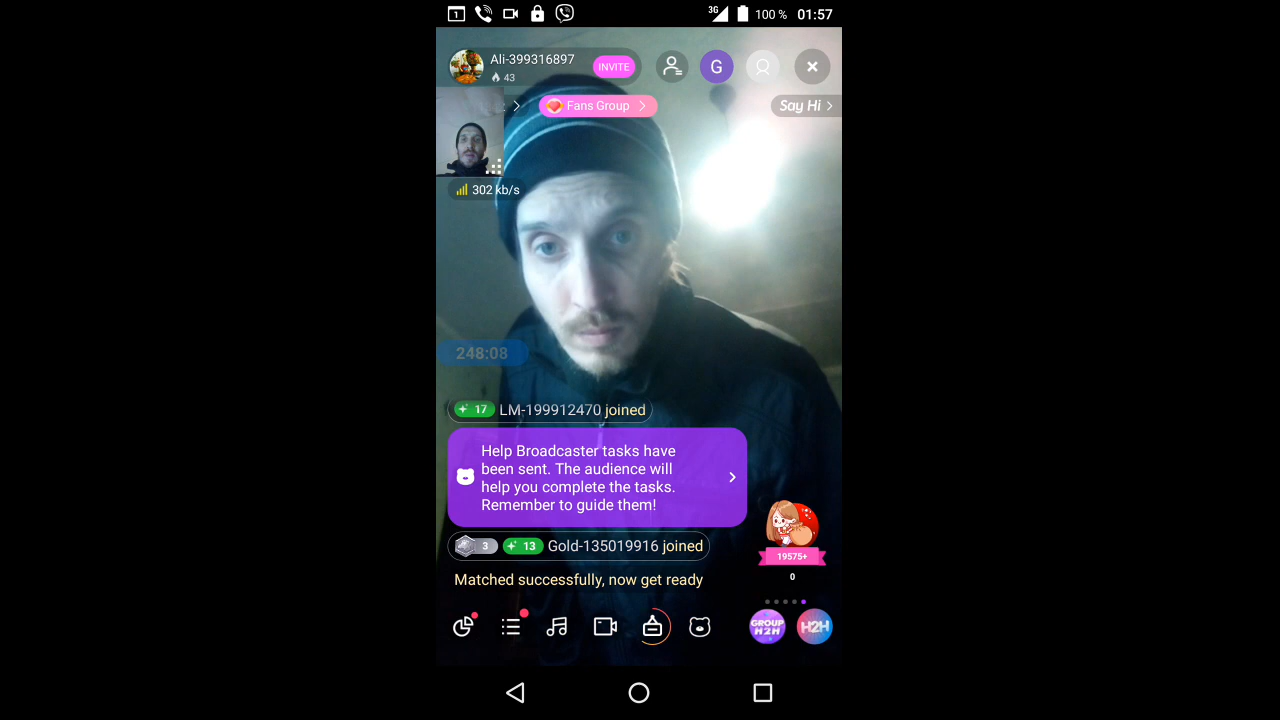 1
3G
100 %
01:57
Ali-399316897
43
INVITE
G
Fans Group
Say Hi
302 kb/s
248:08
17 LM-199912470 joined
Help Broadcaster tasks have
been sent. The audience will
help you complete the tasks.
Remember to guide them!
3 13 Gold-135019916 joined
19575+
0
Matched successfully, now get ready
GROUP
H2H
H2H